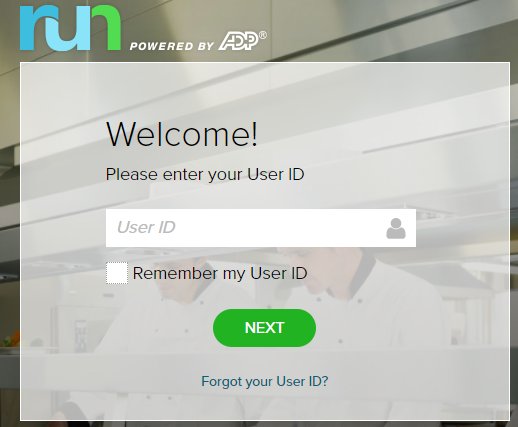 run POWERED BY ADP®
Welcome!
Please enter your User ID
User ID
Remember my User ID
NEXT
Forgot your User ID?